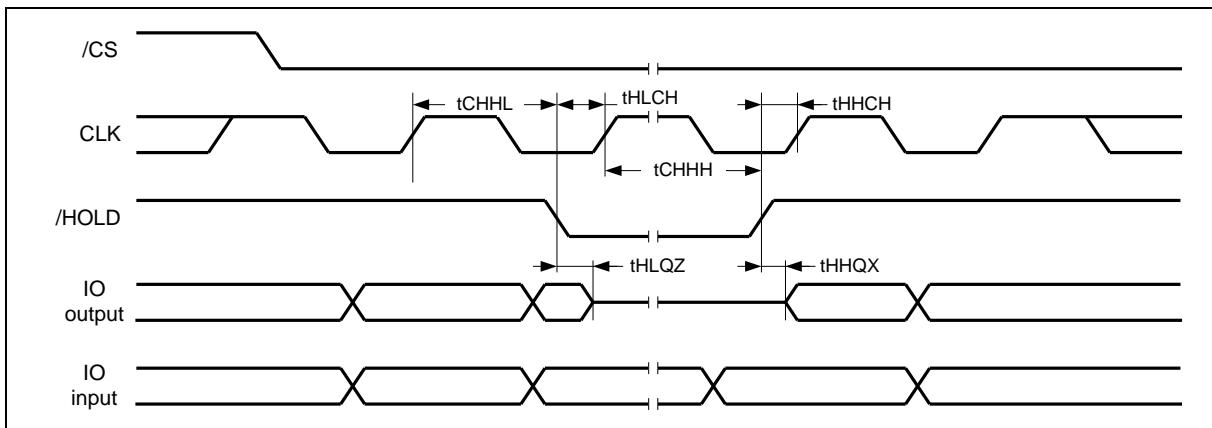 /CS
tCHHL
tHLCH
tHHCH
CLK
tCHHH
/HOLD
tHLQZ
tHHQX
IO
output
IO
input